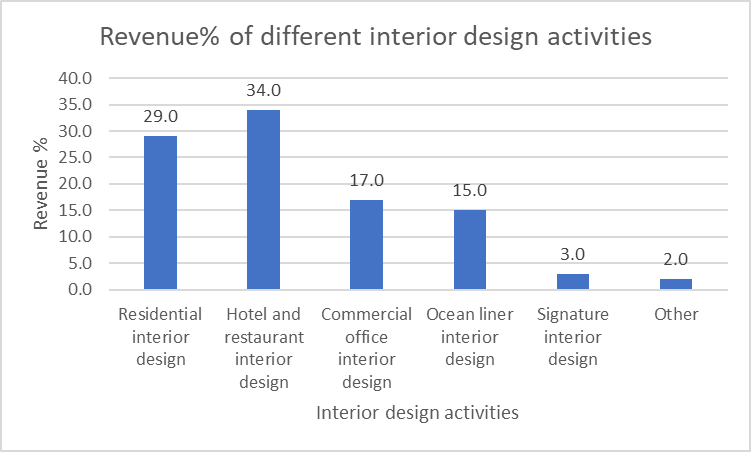 Revenue% of different interior design activities
40.0
35.0
30.0
25.0
20.0
15.0
10.0
5.0
0.0
Revenue %
29.0
34.0
17.0
15.0
3.0
2.0
Residential
interior
design
Hotel and
restaurant
interior
design
Commercial
office
interior
design
Ocean liner
interior
design
Signature
interior
design
Other
Interior design activities